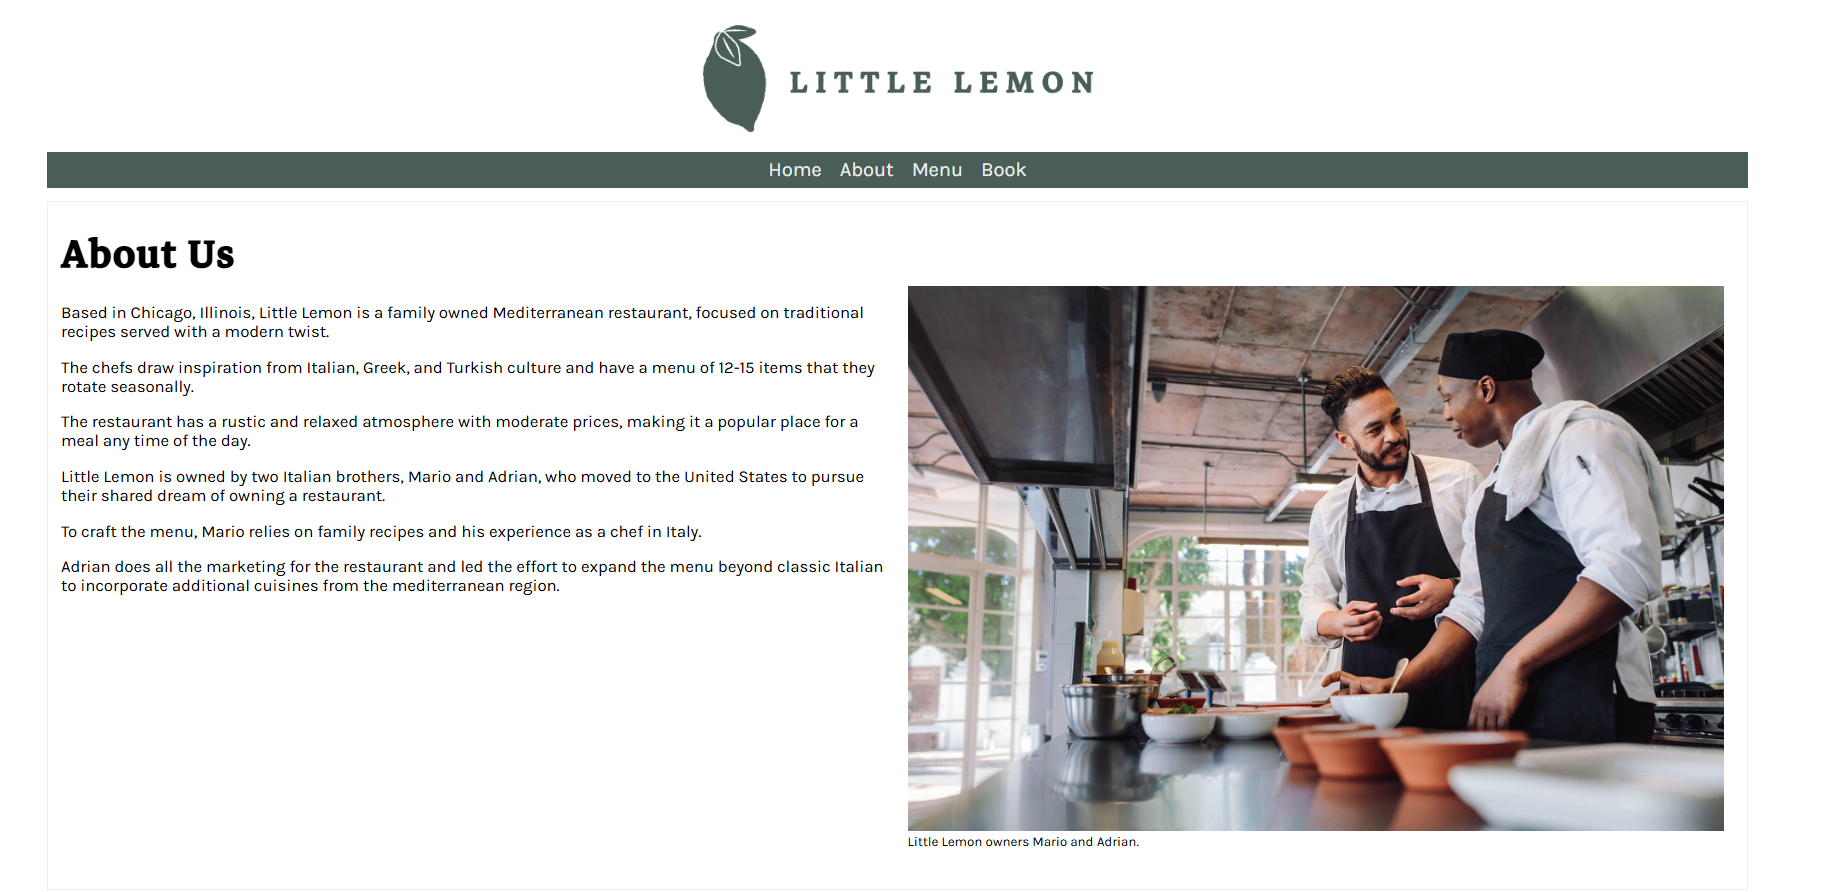 LITTLE LEMON
Home About Menu Book
About Us
Based in Chicago, Illinois, Little Lemon is a family owned Mediterranean restaurant, focused on traditional
recipes served with a modern twist.
The chefs draw inspiration from Italian, Greek, and Turkish culture and have a menu of 12-15 items that they
rotate seasonally.
The restaurant has a rustic and relaxed atmosphere with moderate prices, making it a popular place for a
meal any time of the day.
Little Lemon is owned by two Italian brothers, Mario and Adrian, who moved to the United States to pursue
their shared dream of owning a restaurant.
To craft the menu, Mario relies on family recipes and his experience as a chef in Italy.
Adrian does all the marketing for the restaurant and led the effort to expand the menu beyond classic Italian
to incorporate additional cuisines from the mediterranean region.
Little Lemon owners Mario and Adrian.